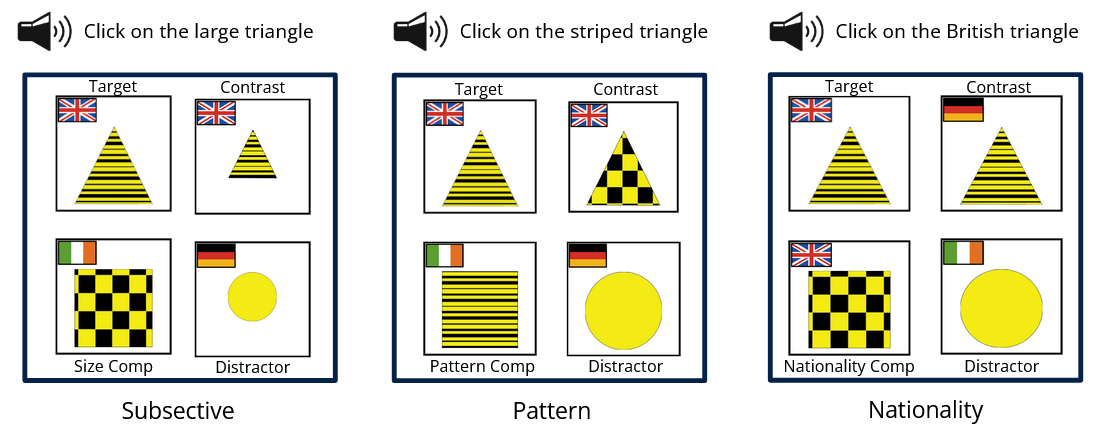 Click on the large triangle
Click on the striped triangle
Click on the British triangle
Target
Contrast
Size Comp
Distractor
Subsective
Target
Contrast
Pattern Comp
Distractor
Pattern
Target
Contrast
Nationality Comp
Distractor
Nationality